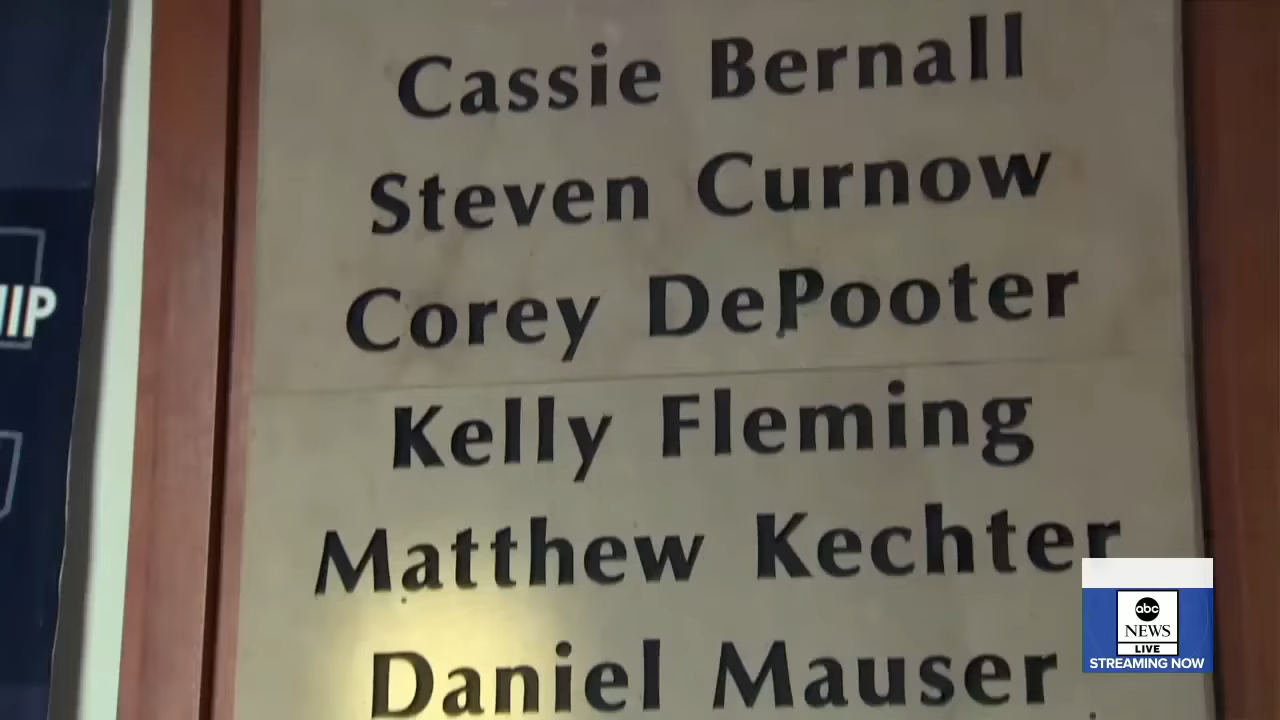 Cassie Bernall
Steven Curnow
Corey DePooter
Kelly Fleming
Matthew Kechter
Daniel Mauser
abc
NEWS
LIVE
STREAMING NOW